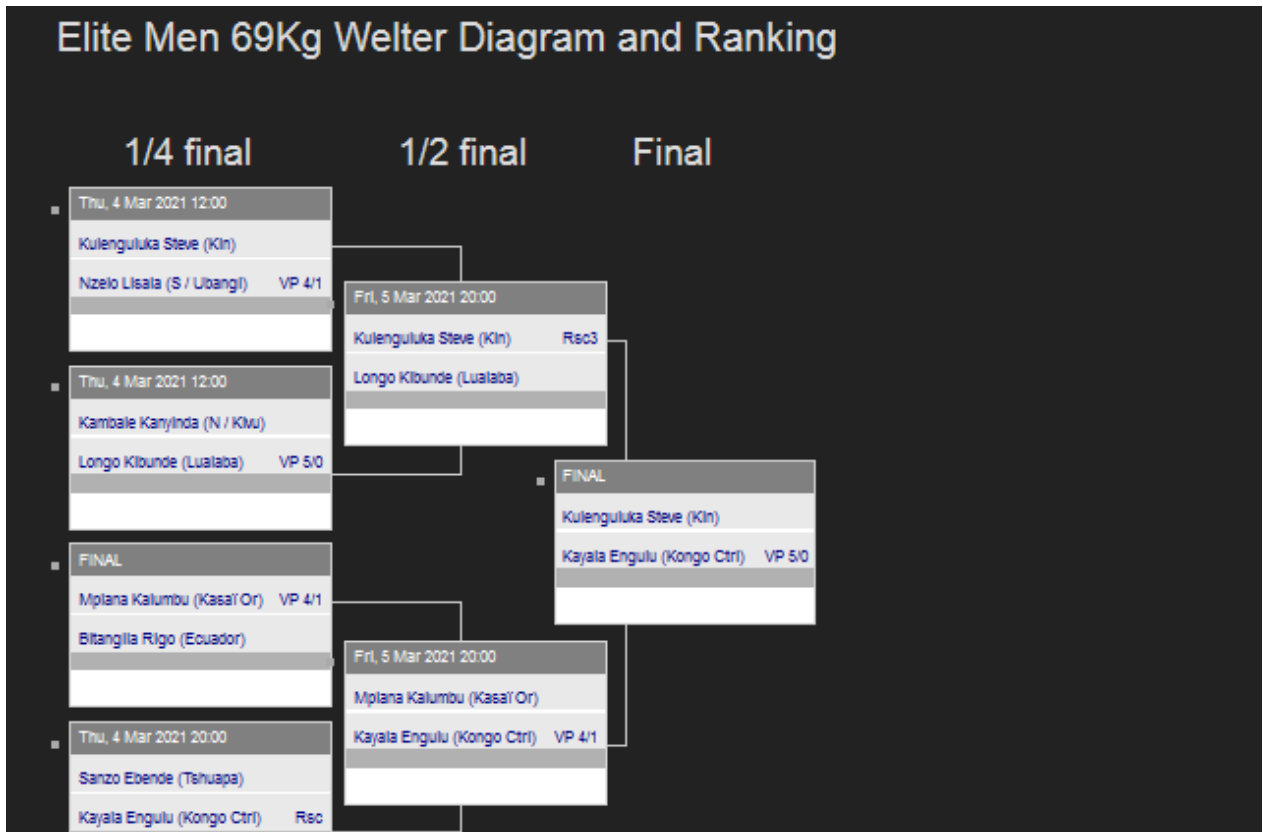 Elite Men 69Kg Welter Diagram and Ranking
1/4 final
1/2 final
Final
Thu, 4 Mar 2021 12:00
Kulenguluka Steve (Kin)
Nzelo Lisala (S / Ubangi) VP 4/1
Thu, 4 Mar 2021 12:00
Kambale Kanyinda (N / Kivu)
Longo Kibunde (Lualaba) VP 5/0
FINAL
Mpiana Kalumbu (Kasaï Or) VP 4/1
Bitangila Rigo (Ecuador)
Thu, 4 Mar 2021 20:00
Sanzo Ebende (Tshuapa)
Kayala Engulu (Kongo Ctrl) Rsc
Fri, 5 Mar 2021 20:00
Kulenguluka Steve (Kin) Rsc3
Longo Kibunde (Lualaba)
Fri, 5 Mar 2021 20:00
Mpiana Kalumbu (Kasaï Or)
Kayala Engulu (Kongo Ctrl) VP 4/1
FINAL
Kulenguluka Steve (Kin)
Kayala Engulu (Kongo Ctrl) VP 5/0